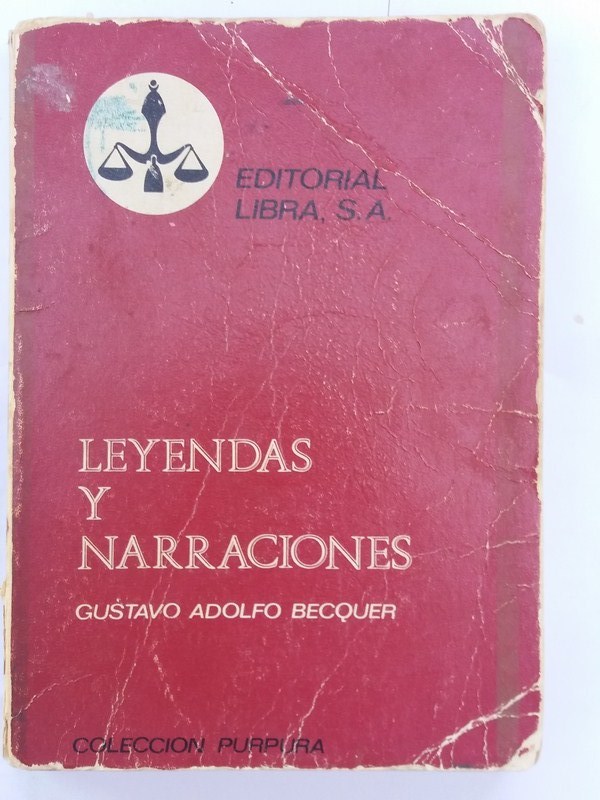 EDITORIAL
LIBRA, S.A.
LEYENDAS
Y
NARRACIONES
GUSTAVO ADOLFO BECQUER
COLECCION PURPURA